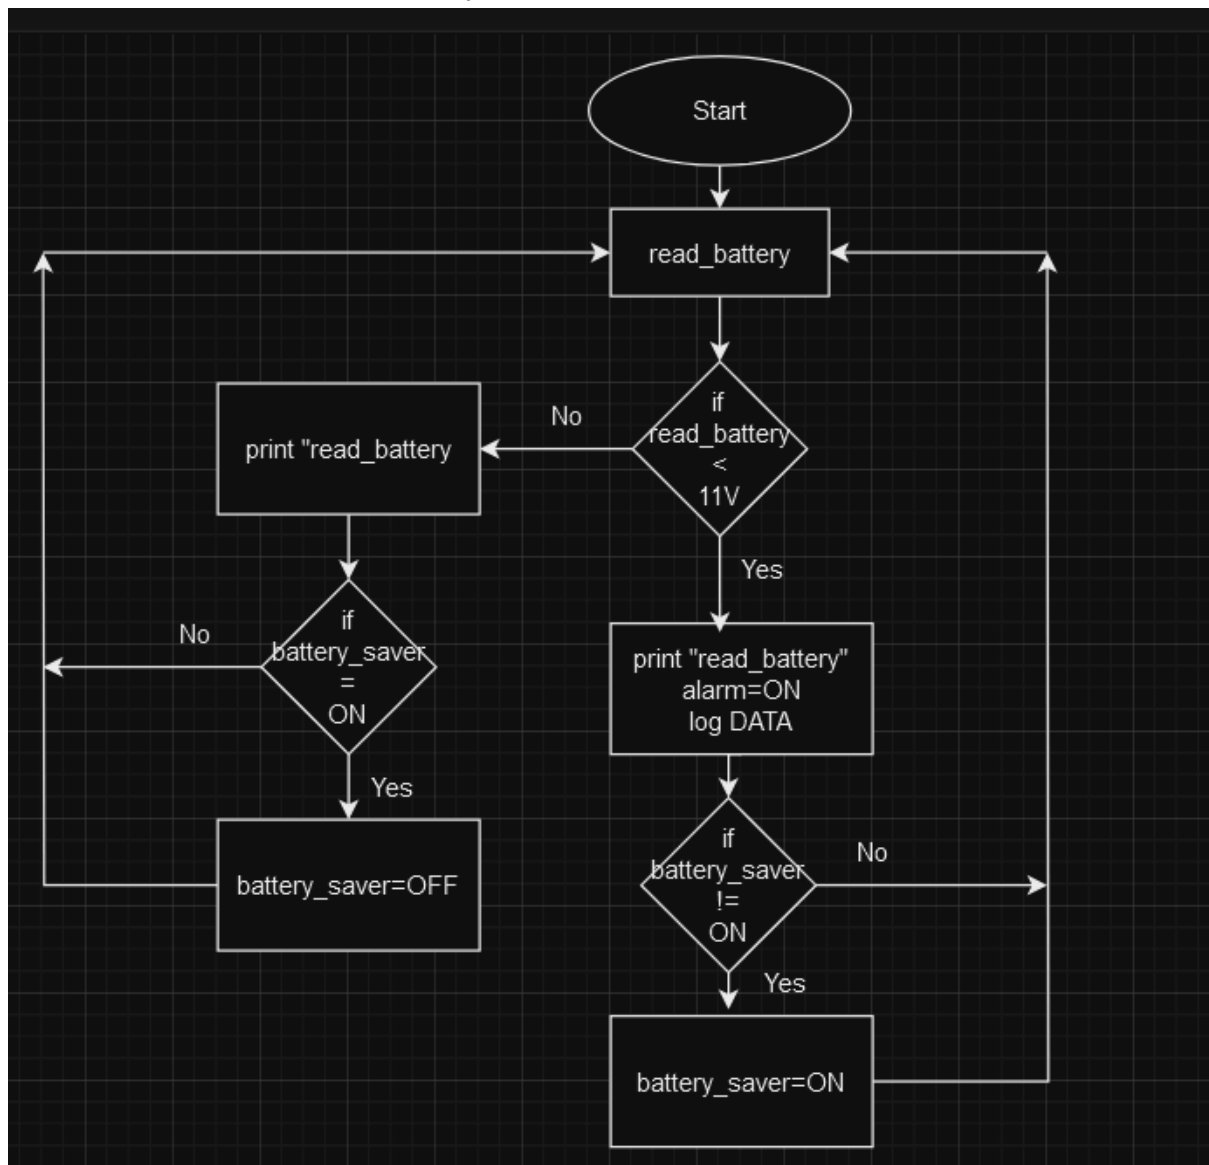 Start
read_battery
if
read_battery
<
11V
No
Yes
print "read_battery
if
battery_saver
=
ON
No
Yes
battery_saver=OFF
print "read_battery"
alarm=ON
log DATA
if
battery_saver
!=
ON
No
Yes
battery_saver=ON